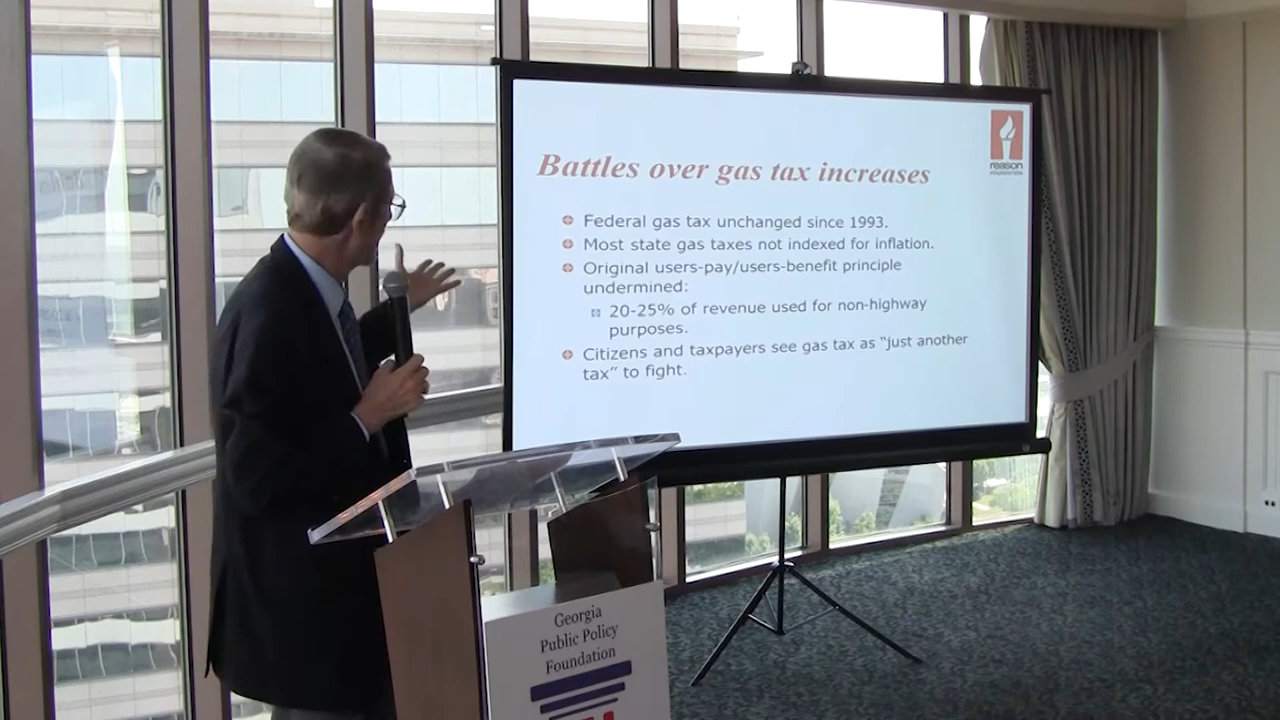 reason
FOUNDATION
Battles over gas tax increases
Federal gas tax unchanged since 1993.
Most state gas taxes not indexed for inflation.
Original users-pay/users-benefit principle
undermined:
20-25% of revenue used for non-highway
purposes.
Citizens and taxpayers see gas tax as “just another
tax” to fight.
Georgia
Public Policy
Foundation